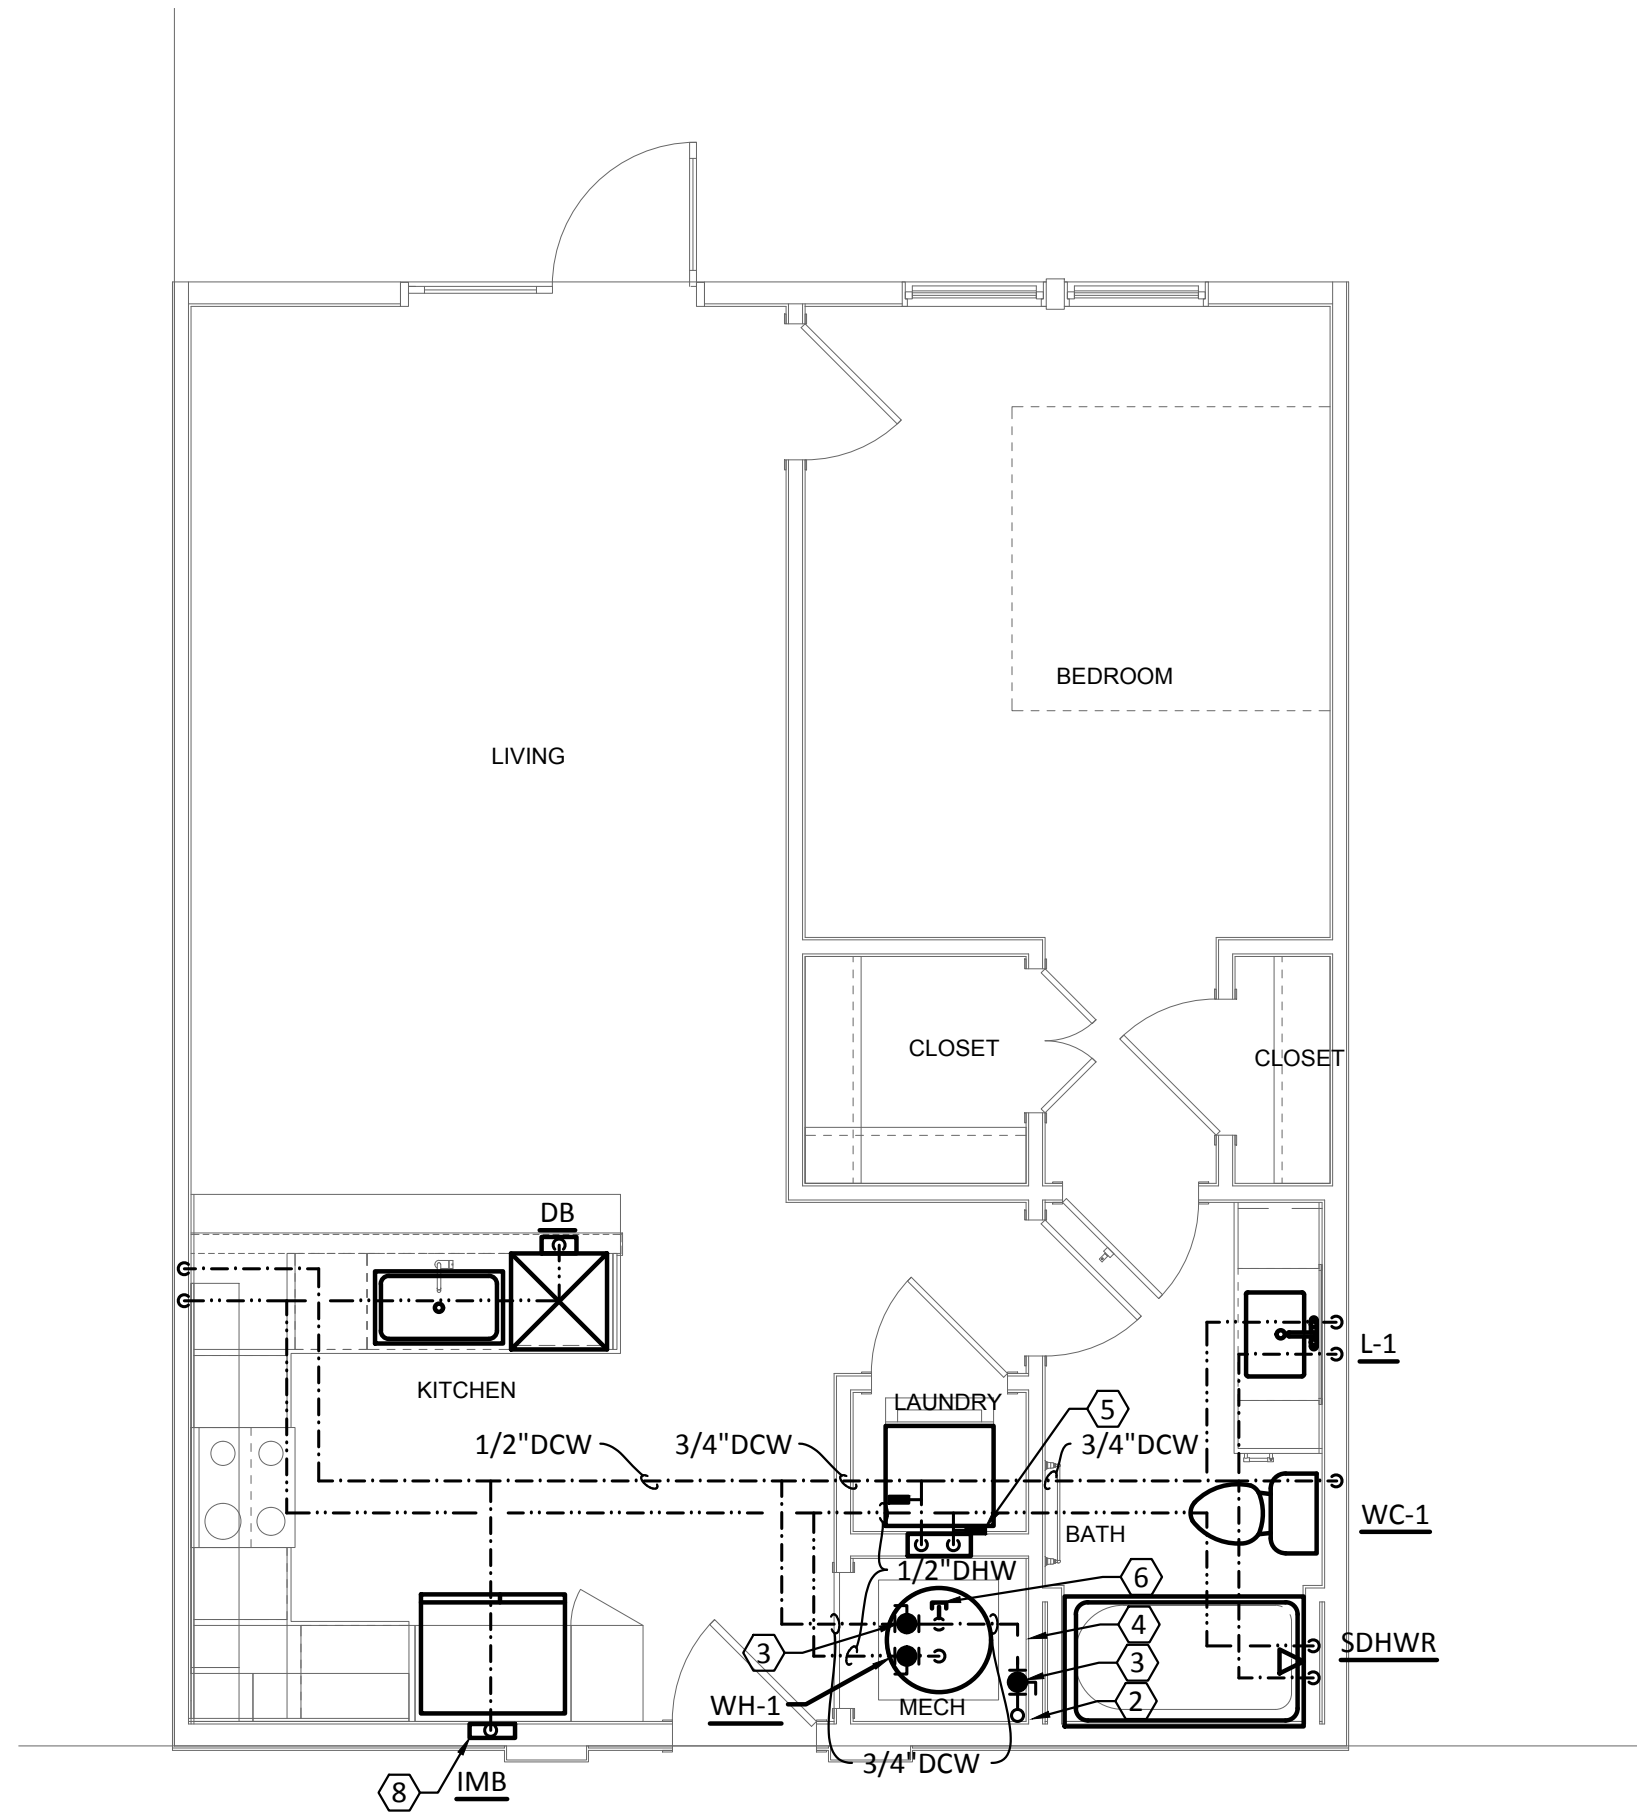 BEDROOM
LIVING
CLOSET
CLOSET
DB
L-1
KITCHEN
LAUNDRY
5
1/2"DCW
3/4"DCW
3/4"DCW
WC-1
BATH
1/2"DHW
6
4
3
SDHWR
3
2
WH-1
MECH
3/4"DCW
8
IMB